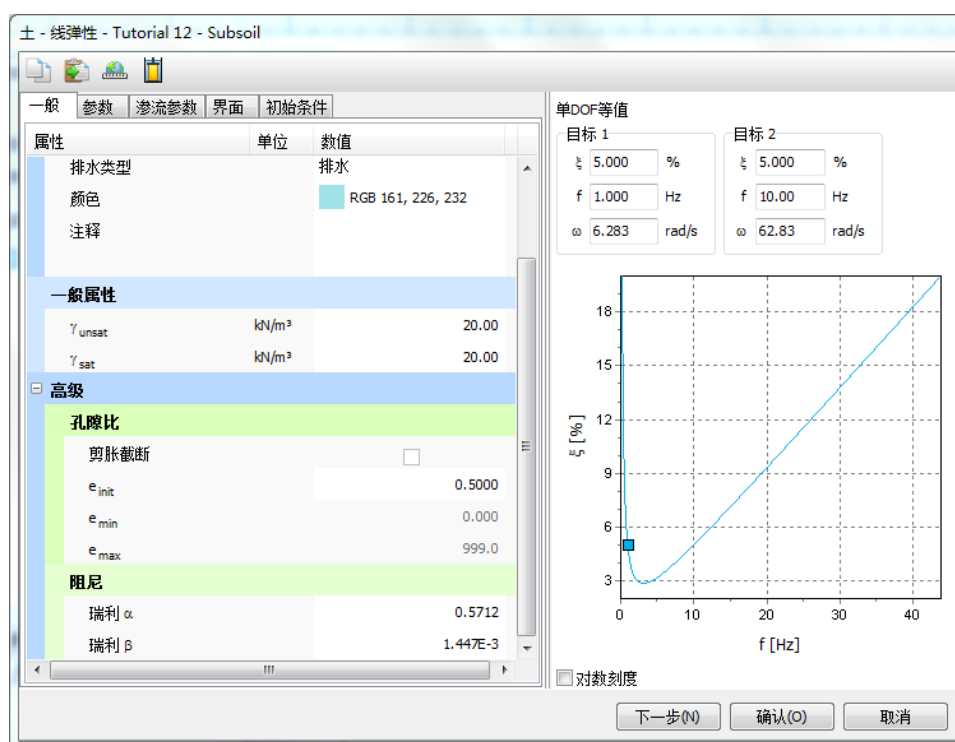 土 - 线弹性 - Tutorial 12 - Subsoil
一般 参数 渗流参数 界面 初始条件
属性 单位 数值
排水类型 排水
颜色 RGB 161, 226, 232
注释
一般属性
γ unsat kN/m³ 20.00
γ sat kN/m³ 20.00
高级
孔隙比
剪胀截断
e init 0.5000
e min 0.000
e max 999.0
阻尼
瑞利 α 0.5712
瑞利 β 1.447E-3
单DOF等值
目标 1
ξ 5.000 %
f 1.000 Hz
ω 6.283 rad/s
目标 2
ξ 5.000 %
f 10.00 Hz
ω 62.83 rad/s
ξ [%]
18
15
12
9
6
3
0 10 20 30 40
f [Hz]
对数刻度
下一步(N) 确认(O) 取消